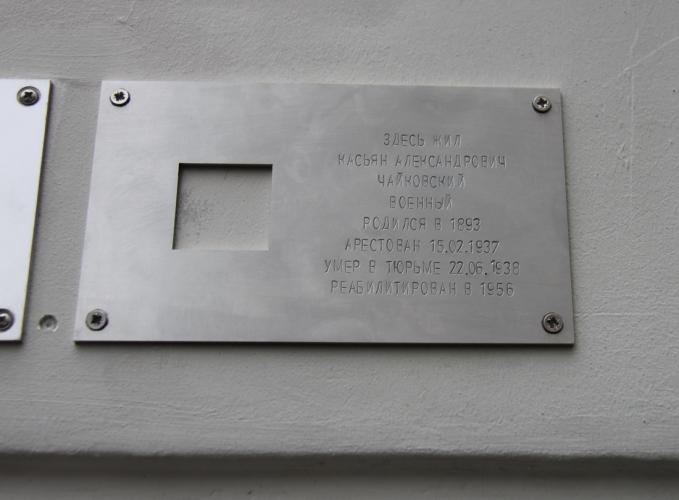 ЗДЕСЬ ЖИЛ
КАСЬЯН АЛЕКСАНДРОВИЧ
ЧАЙКОВСКИЙ
ВОЕННЫЙ
РОДИЛСЯ В 1893
АРЕСТОВАН 15.02.1937
УМЕР В ТЮРЬМЕ 22.06.1938
РЕАБИЛИТИРОВАН В 1956